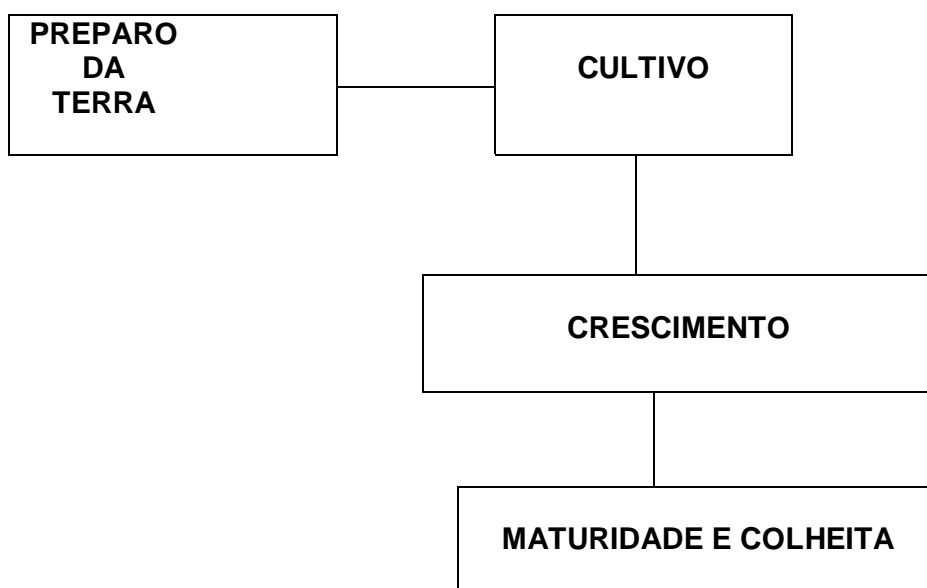 PREPARO
DA
TERRA
CULTIVO
CRESCIMENTO
MATURIDADE E COLHEITA